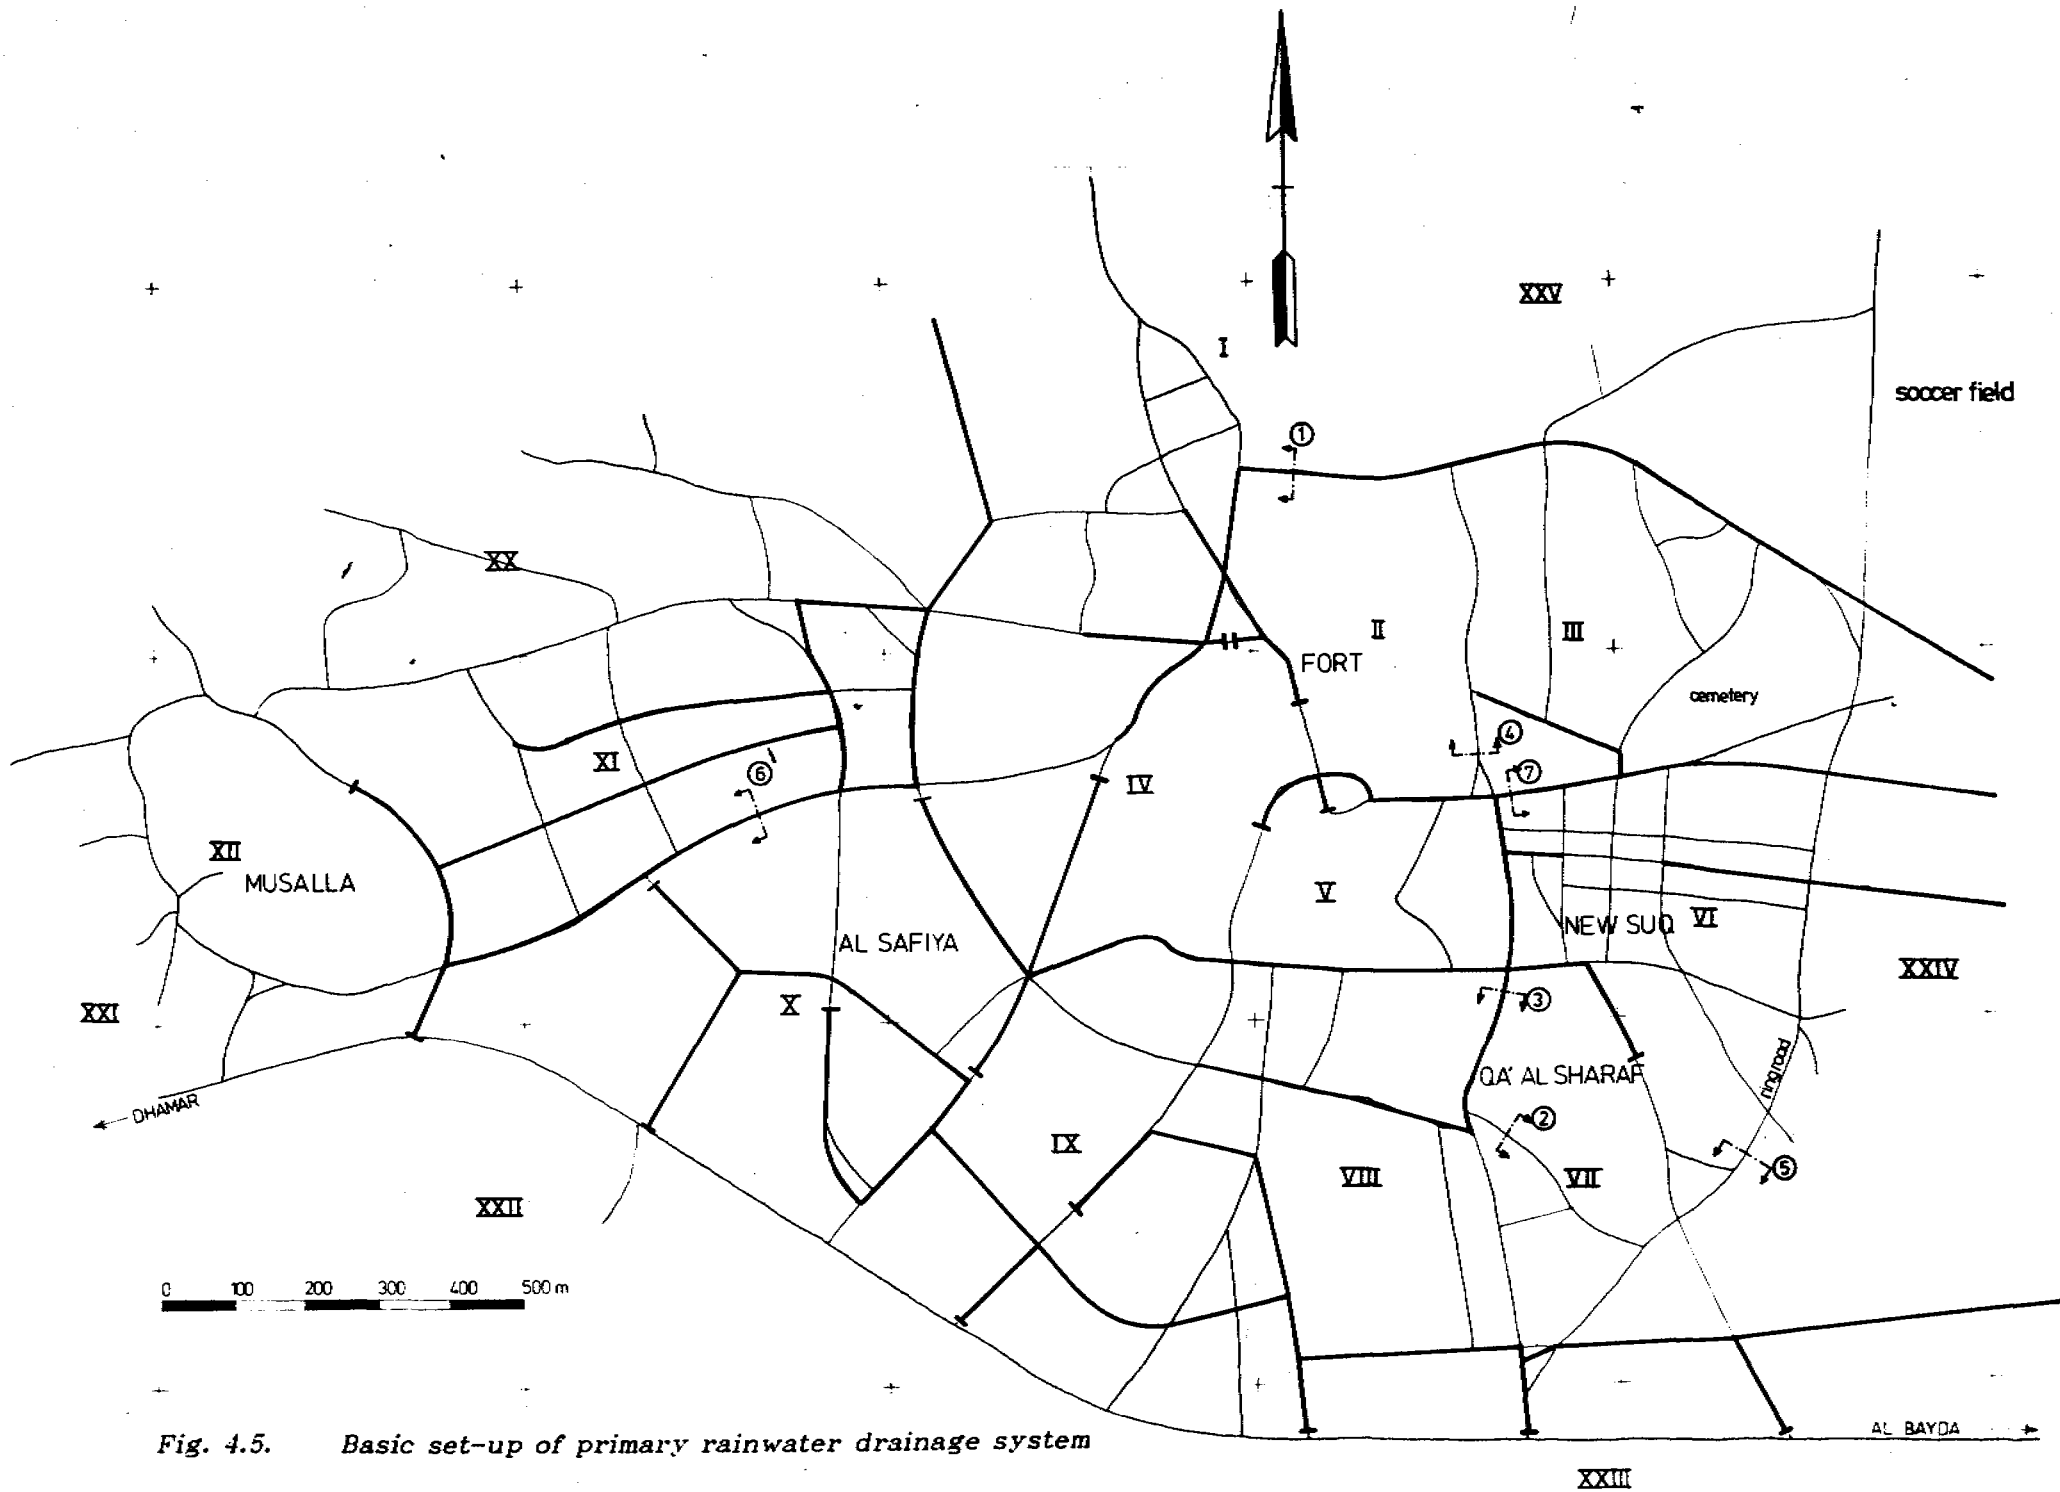 XXV
I
soccer field
1
XX
II
III
FORT
cemetery
4
7
6
XI
IV
XII
MUSALLA
V
NEW SUQ
VI
AL SAFIYA
XXIV
X
3
XXI
QA' AL SHARAF
ring road
DHAMAR
2
IX
VIII
VII
5
XXII
0 100 200 300 400 500 m
AL BAYDA
Fig. 4.5. Basic set-up of primary rainwater drainage system
XXIII